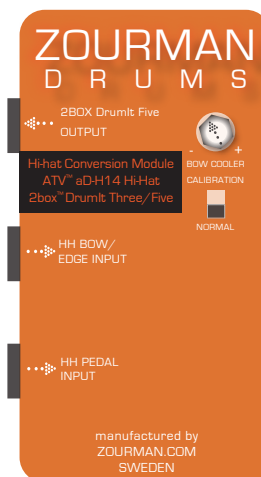 ZOURMAN
DRUMS
2BOX DrumIt Five
OUTPUT
- +
BOW COOLER
Hi-hat Conversion Module
ATV™ aD-H14 Hi-Hat
2box™ DrumIt Three/Five
CALIBRATION
NORMAL
HH BOW/
EDGE INPUT
HH PEDAL
INPUT
manufactured by
ZOURMAN.COM
SWEDEN